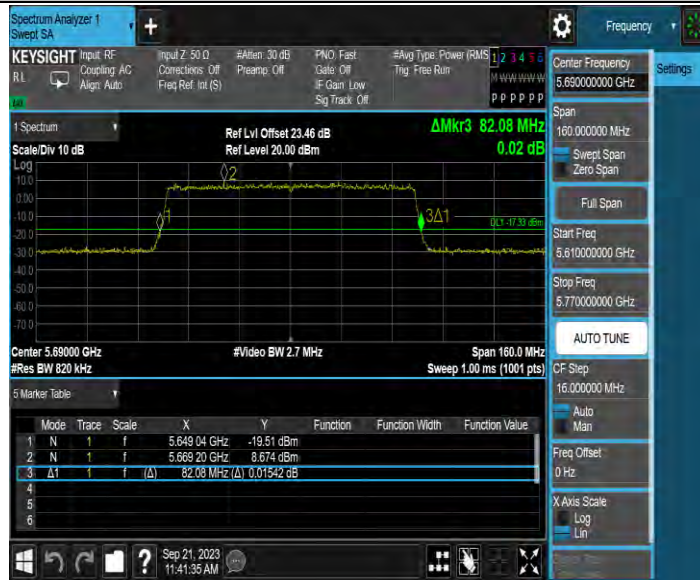 Spectrum Analyzer 1
Swept SA
+
Frequency
KEYSIGHT Input: RF Input Z: 50 Ω #Atten: 30 dB PNO: Fast #Avg Type: Power (RMS 1 2 3 4 5 6
RL Coupling: AC Corrections: Off Preamp: Off Gate: Off Trig: Free Run M W W W W W
Align: Auto Freq Ref: Int (S) IF Gain: Low
Sig Track: Off P P P P P P
1 Spectrum
Ref Lvl Offset 23.46 dB ΔMkr3 82.08 MHz
Scale/Div 10 dB Ref Level 20.00 dBm 0.02 dB
Log
10.0
0.00
-10.0
-20.0
-30.0
-40.0
-50.0
-60.0
-70.0
2
1
3Δ1
DL1 -17.33 dBm
Center 5.69000 GHz #Video BW 2.7 MHz Span 160.0 MHz
#Res BW 820 kHz Sweep 1.00 ms (1001 pts)
5 Marker Table
Mode Trace Scale X Y Function Function Width Function Value
1 N 1 f 5.649 04 GHz -19.51 dBm
2 N 1 f 5.669 20 GHz 8.674 dBm
3 Δ1 1 f (Δ) 82.08 MHz (Δ) 0.01542 dB
4
5
6
?
Sep 21, 2023
11:41:35 AM
Center Frequency
5.690000000 GHz
Settings
Span
160.000000 MHz
Swept Span
Zero Span
Full Span
Start Freq
5.610000000 GHz
Stop Freq
5.770000000 GHz
AUTO TUNE
CF Step
16.000000 MHz
Auto
Man
Freq Offset
0 Hz
X Axis Scale
Log
Lin